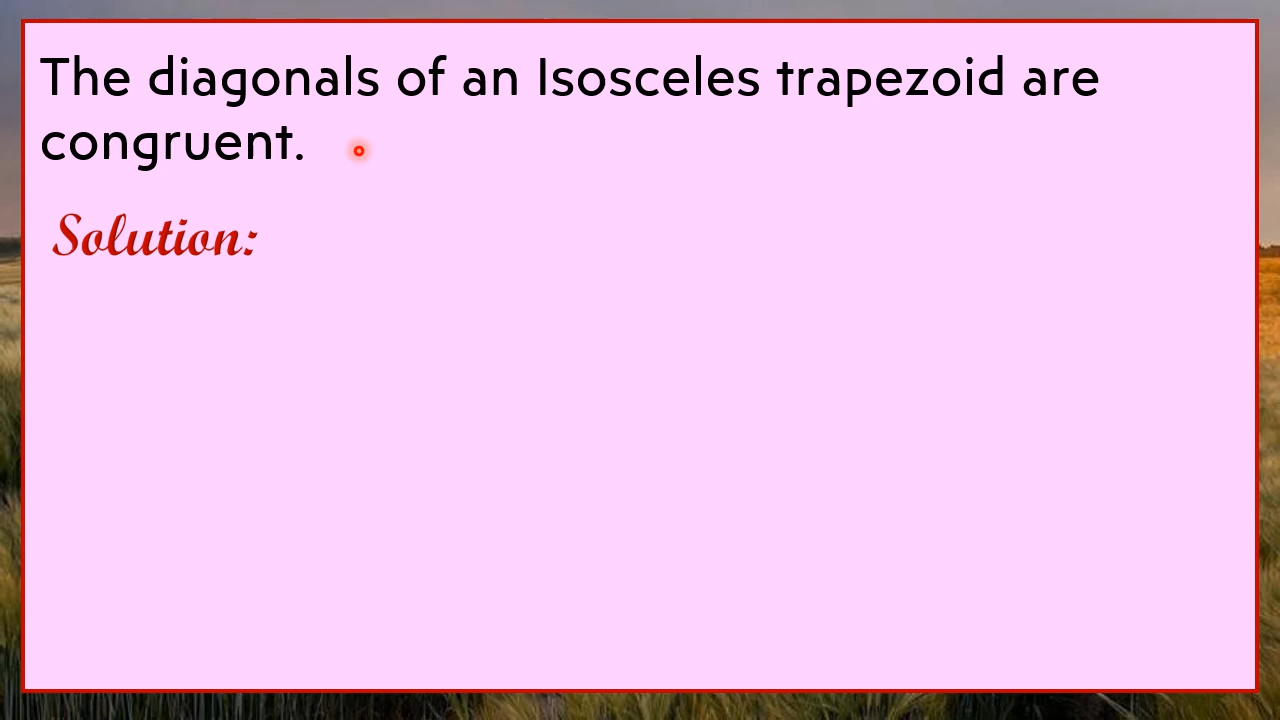 The diagonals of an Isosceles trapezoid are
congruent.
Solution: